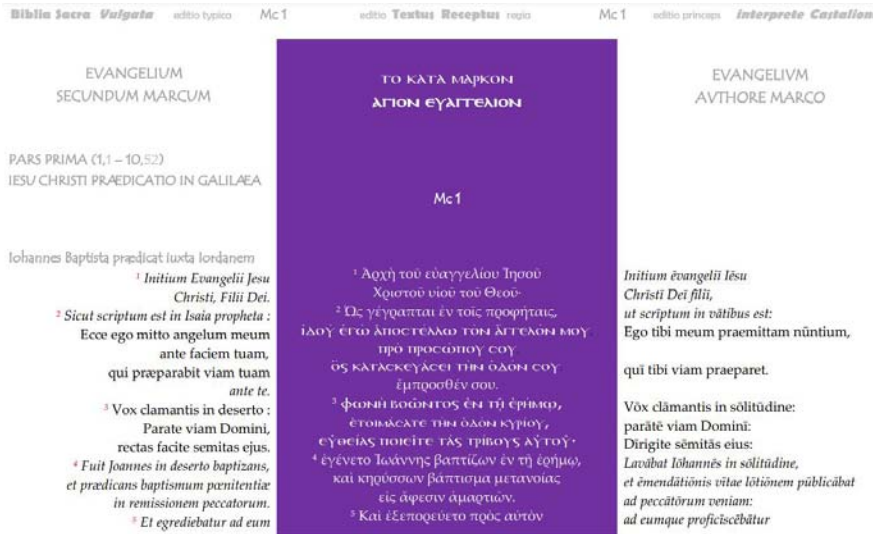 Biblia Sacra Vulgata editio typica Mc 1 editio Textus Receptus regia Mc 1 editio princeps interprete Castalion
EVANGELIUM
SECUNDUM MARCUM
PARS PRIMA (1,1 – 10,52)
IESU CHRISTI PRÆDICATIO IN GALILÆA
Iohannes Baptista prædicat iuxta Iordanem
1 Initium Evangelii Jesu
Christi, Filii Dei.
2 Sicut scriptum est in Isaia propheta :
Ecce ego mitto angelum meum
ante faciem tuam,
qui præparabit viam tuam
ante te.
3 Vox clamantis in deserto :
Parate viam Domini,
rectas facite semitas ejus.
4 Fuit Joannes in deserto baptizans,
et prædicans baptismum pœnitentiæ
in remissionem peccatorum.
5 Et egrediebatur ad eum
ΤΟ ΚΑΤΑ ΜΑΡΚΟΝ
ΑΓΙΟΝ ΕΥΑΓΓΕΛΙΟΝ
Mc 1
1 Ἀρχὴ τοῦ εὐαγγελίου Ἰησοῦ
Χριστοῦ υἱοῦ τοῦ Θεοῦ·
2 Ὡς γέγραπται ἐν τοῖς προφήταις,
ἰδοὺ ἐγὼ ἀποστέλλω τὸν ἄγγελόν μου
πρὸ προσώπου σου
ὃς κατασκευάσει τὴν ὁδόν σου
ἔμπροσθέν σου.
3 φωνὴ βοῶντος ἐν τῇ ἐρήμῳ,
ἑτοιμάσατε τὴν ὁδὸν κυρίου,
εὐθείας ποιεῖτε τὰς τρίβους αὐτοῦ·
4 ἐγένετο Ἰωάννης βαπτίζων ἐν τῇ ἐρήμῳ,
καὶ κηρύσσων βάπτισμα μετανοίας
εἰς ἄφεσιν ἁμαρτιῶν.
5 Καὶ ἐξεπορεύετο πρὸς αὐτὸν
EVANGELIVM
AVTHORE MARCO
Initium ēvangeliī Iēsu
Christī Deī fīliī,
ut scrīptum in vātibus est:
Ego tibi meum praemittam nūntium,
quī tibi viam praeparet.
Vōx clāmantis in sōlitūdine:
parātē viam Dominī:
Dīrigite sēmitās eius:
Lavābat Iōhannēs in sōlitūdine,
et ēmendātiōnis vītae lōtiōnem pūblicābat
ad peccātōrum veniam:
ad eumque proficīscēbātur